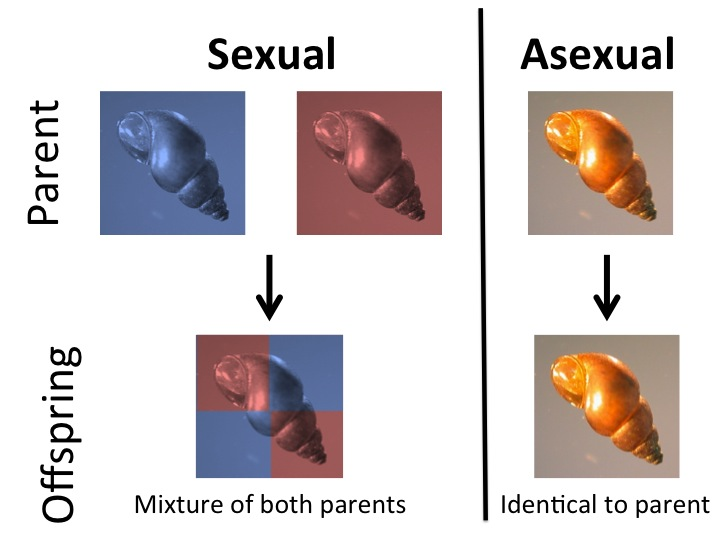 Sexual
Asexual
Parent
Offspring
Mixture of both parents
Identical to parent